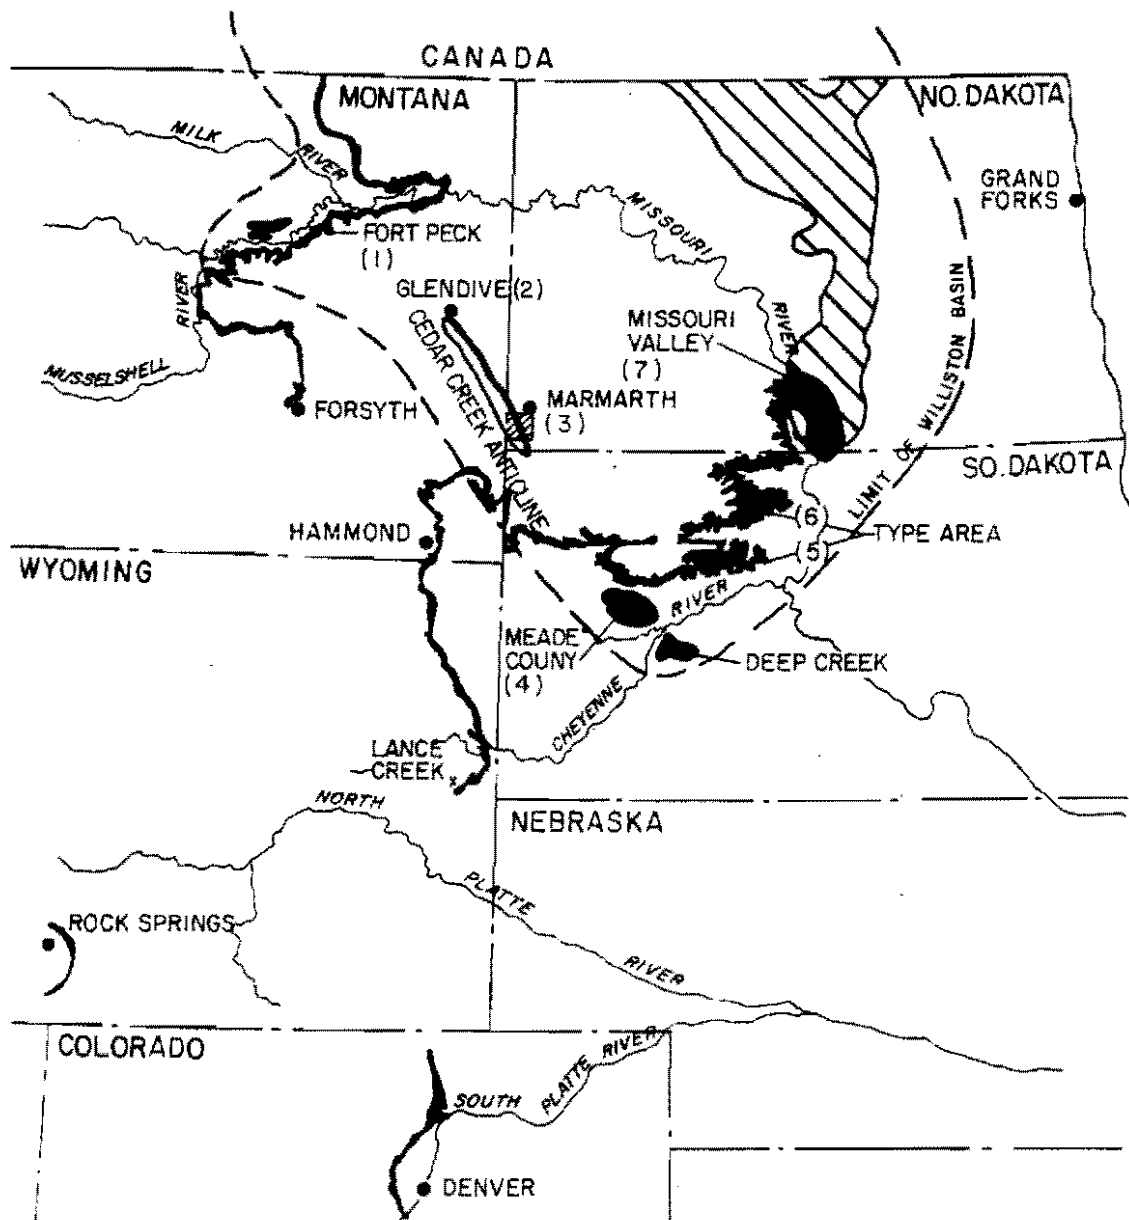 CANADA
MONTANA
NO. DAKOTA
MILK
RIVER
GRAND
FORKS
MISSOURI
RIVER
FORT PECK
(1)
GLENDIVE (2)
RIVER
MUSSELSHELL
CEDAR CREEK ANTICLINE
MISSOURI
VALLEY
(7)
LIMIT OF WILLISTON BASIN
FORSYTH
MARMARTH
(3)
SO. DAKOTA
HAMMOND
(6)
TYPE AREA
(5)
WYOMING
RIVER
MEADE
COUNY
(4)
DEEP CREEK
CHEYENNE
LANCE
CREEK
x
NORTH
NEBRASKA
PLATTE
ROCK SPRINGS
RIVER
COLORADO
SOUTH
PLATTE RIVER
DENVER